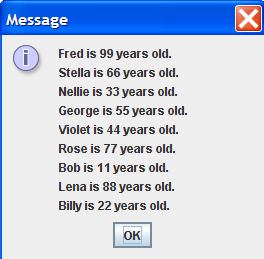 Message
Fred is 99 years old.
Stella is 66 years old.
Nellie is 33 years old.
George is 55 years old.
Violet is 44 years old.
Rose is 77 years old.
Bob is 11 years old.
Lena is 88 years old.
Billy is 22 years old.
OK